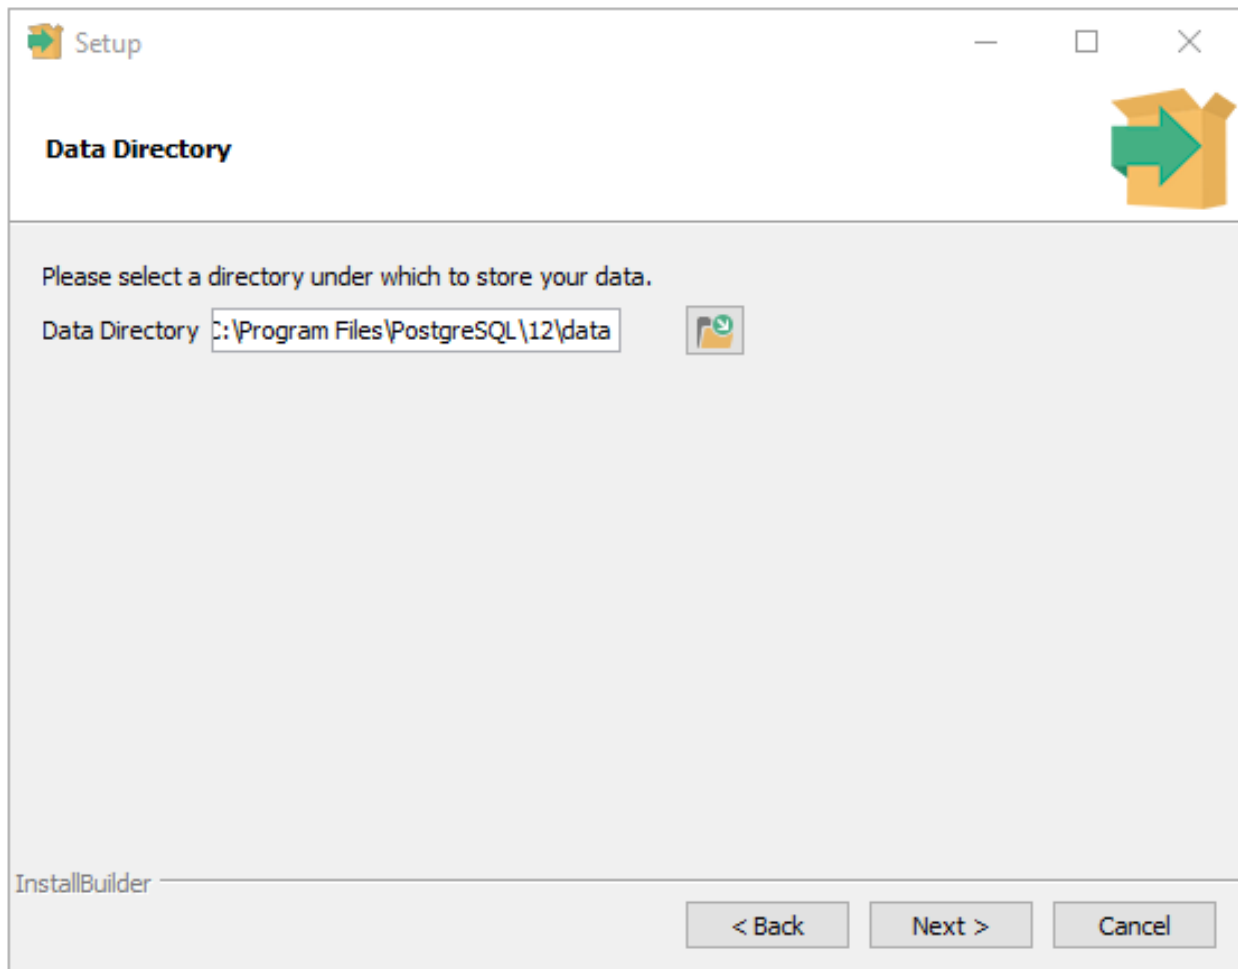 Setup
Data Directory
Please select a directory under which to store your data.
Data Directory C:\Program Files\PostgreSQL\12\data
InstallBuilder
< Back Next > Cancel